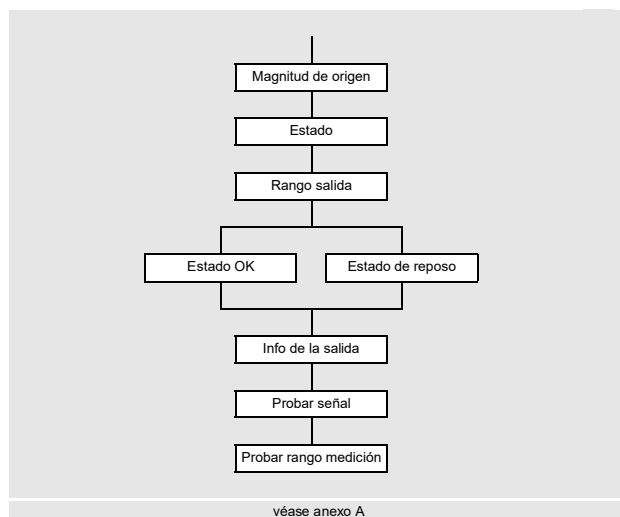 Magnitud de origen
Estado
Rango salida
Estado OK
Estado de reposo
Info de la salida
Probar señal
Probar rango medición
véase anexo A